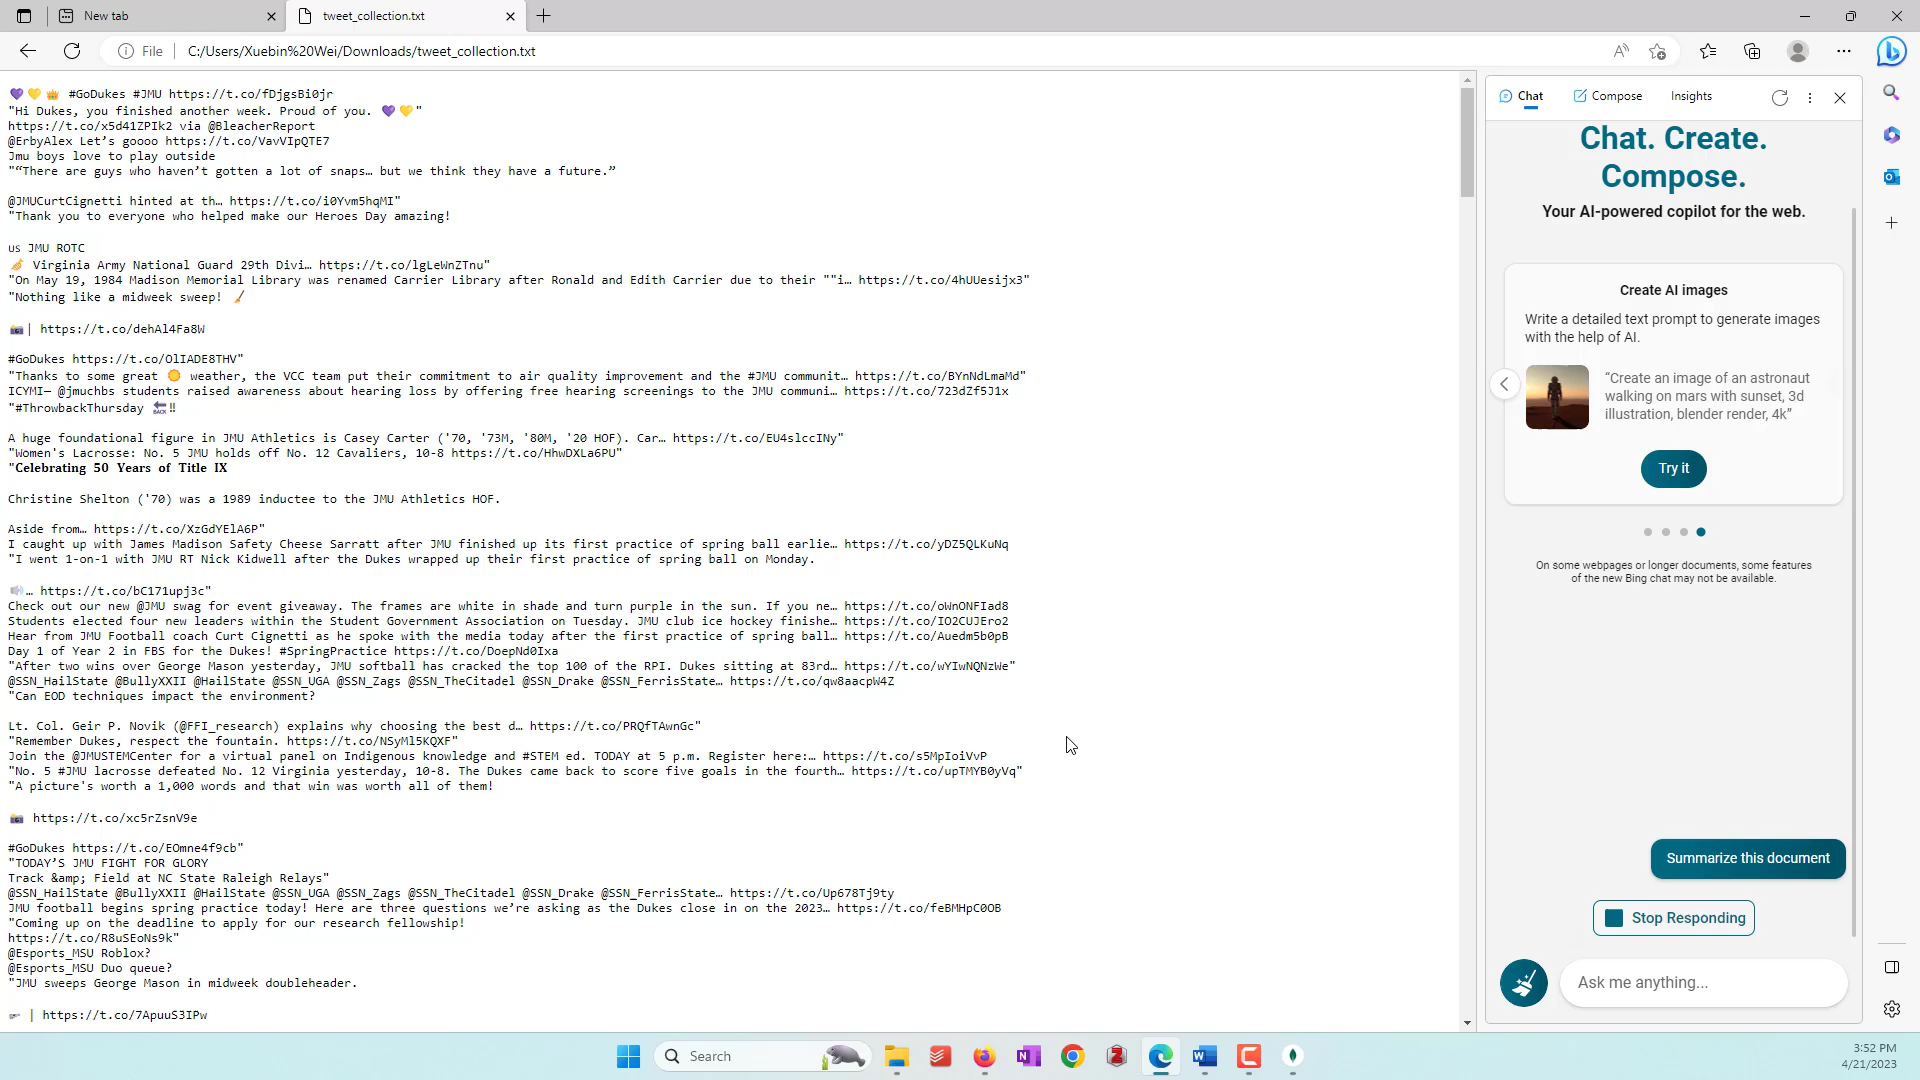 New tab
tweet_collection.txt
File
C:/Users/Xuebin%20Wei/Downloads/tweet_collection.txt
💜💛👑 #GoDukes #JMU https://t.co/fDjgsBi0jr
"Hi Dukes, you finished another week. Proud of you. 💜💛"
https://t.co/x5d41ZPIk2 via @BleacherReport
@ErbyAlex Let’s goooo https://t.co/VavVIpQTE7
Jmu boys love to play outside
"“There are guys who haven’t gotten a lot of snaps… but we think they have a future.”
@JMUCurtCignetti hinted at th… https://t.co/i0Yvm5hqMI"
"Thank you to everyone who helped make our Heroes Day amazing!
us JMU ROTC
🎺 Virginia Army National Guard 29th Divi… https://t.co/lgLeWnZTnu"
"On May 19, 1984 Madison Memorial Library was renamed Carrier Library after Ronald and Edith Carrier due to their ""i… https://t.co/4hUUesijx3"
"Nothing like a midweek sweep! 🧹
📸| https://t.co/dehAl4Fa8W
#GoDukes https://t.co/OlIADE8THV"
"Thanks to some great ☀️ weather, the VCC team put their commitment to air quality improvement and the #JMU communit… https://t.co/BYnNdLmaMd"
ICYMI— @jmuchbs students raised awareness about hearing loss by offering free hearing screenings to the JMU communi… https://t.co/723dZf5J1x
"#ThrowbackThursday 🔙‼
A huge foundational figure in JMU Athletics is Casey Carter ('70, '73M, '80M, '20 HOF). Car… https://t.co/EU4slccINy"
"Women's Lacrosse: No. 5 JMU holds off No. 12 Cavaliers, 10-8 https://t.co/HhwDXLa6PU"
"Celebrating 50 Years of Title IX
Christine Shelton ('70) was a 1989 inductee to the JMU Athletics HOF.
Aside from… https://t.co/XzGdYElA6P"
I caught up with James Madison Safety Cheese Sarratt after JMU finished up its first practice of spring ball earlie… https://t.co/yDZ5QLKuNq
"I went 1-on-1 with JMU RT Nick Kidwell after the Dukes wrapped up their first practice of spring ball on Monday.
🔊… https://t.co/bC171upj3c"
Check out our new @JMU swag for event giveaway. The frames are white in shade and turn purple in the sun. If you ne… https://t.co/oWnONFIad8
Students elected four new leaders within the Student Government Association on Tuesday. JMU club ice hockey finishe… https://t.co/IO2CUJEro2
Hear from JMU Football coach Curt Cignetti as he spoke with the media today after the first practice of spring ball… https://t.co/Auedm5b0pB
Day 1 of Year 2 in FBS for the Dukes! #SpringPractice https://t.co/DoepNd0Ixa
"After two wins over George Mason yesterday, JMU softball has cracked the top 100 of the RPI. Dukes sitting at 83rd… https://t.co/wYIwNQNzWe"
@SSN_HailState @BullyXXII @HailState @SSN_UGA @SSN_Zags @SSN_TheCitadel @SSN_Drake @SSN_FerrisState… https://t.co/qw8aacpW4Z
"Can EOD techniques impact the environment?
Lt. Col. Geir P. Novik (@FFI_research) explains why choosing the best d… https://t.co/PRQfTAwnGc"
"Remember Dukes, respect the fountain. https://t.co/NSyMl5KQXF"
Join the @JMUSTEMCenter for a virtual panel on Indigenous knowledge and #STEM ed. TODAY at 5 p.m. Register here:… https://t.co/s5MpIoiVvP
"No. 5 #JMU lacrosse defeated No. 12 Virginia yesterday, 10-8. The Dukes came back to score five goals in the fourth… https://t.co/upTMYB0yVq"
"A picture's worth a 1,000 words and that win was worth all of them!
📸 https://t.co/xc5rZsnV9e
#GoDukes https://t.co/EOmne4f9cb"
"TODAY’S JMU FIGHT FOR GLORY
Track &amp; Field at NC State Raleigh Relays"
@SSN_HailState @BullyXXII @HailState @SSN_UGA @SSN_Zags @SSN_TheCitadel @SSN_Drake @SSN_FerrisState… https://t.co/Up678Tj9ty
JMU football begins spring practice today! Here are three questions we’re asking as the Dukes close in on the 2023… https://t.co/feBMHpC0OB
"Coming up on the deadline to apply for our research fellowship!
https://t.co/R8uSEoNs9k"
@Esports_MSU Roblox?
@Esports_MSU Duo queue?
"JMU sweeps George Mason in midweek doubleheader.
| https://t.co/7ApuuS3IPw
Chat
Compose
Insights
Chat. Create.
Compose.
Your AI-powered copilot for the web.
Create AI images
Write a detailed text prompt to generate images
with the help of AI.
“Create an image of an astronaut
walking on mars with sunset, 3d
illustration, blender render, 4k”
Try it
On some webpages or longer documents, some features
of the new Bing chat may not be available.
Summarize this document
Stop Responding
Ask me anything...
Search
3:52 PM
4/21/2023